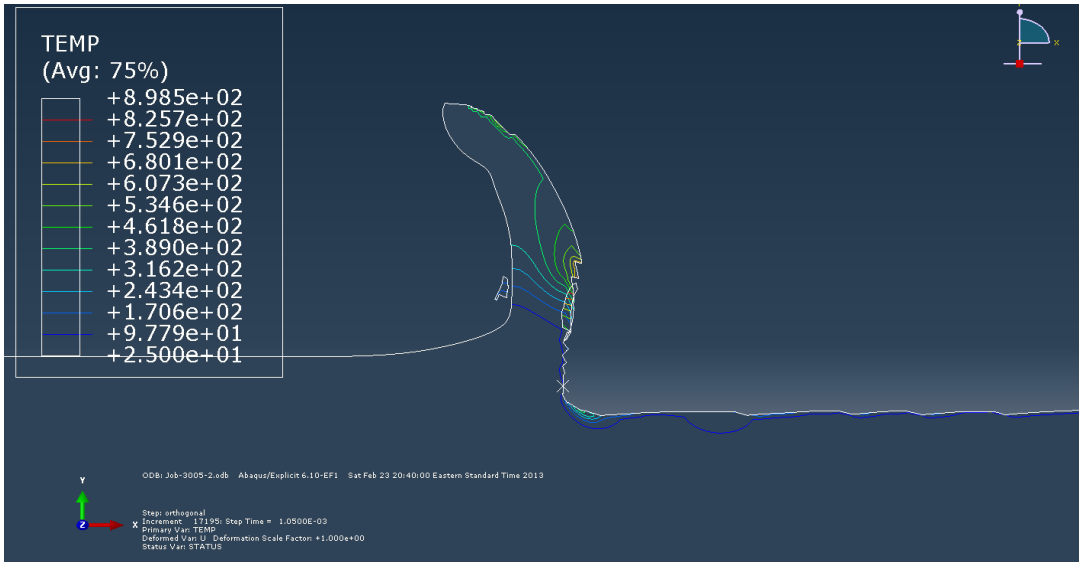 TEMP
(Avg: 75%)
+8.985e+02
+8.257e+02
+7.529e+02
+6.801e+02
+6.073e+02
+5.346e+02
+4.618e+02
+3.890e+02
+3.162e+02
+2.434e+02
+1.706e+02
+9.779e+01
+2.500e+01
Y
Z
X
Z
X
ODB: Job-3005-2.odb Abaqus/Explicit 6.10-EF1 Sat Feb 23 20:40:00 Eastern Standard Time 2013
Step: orthogonal
Increment 17195: Step Time = 1.0500E-03
Primary Var: TEMP
Deformed Var: U Deformation Scale Factor: +1.000e+00
Status Var: STATUS